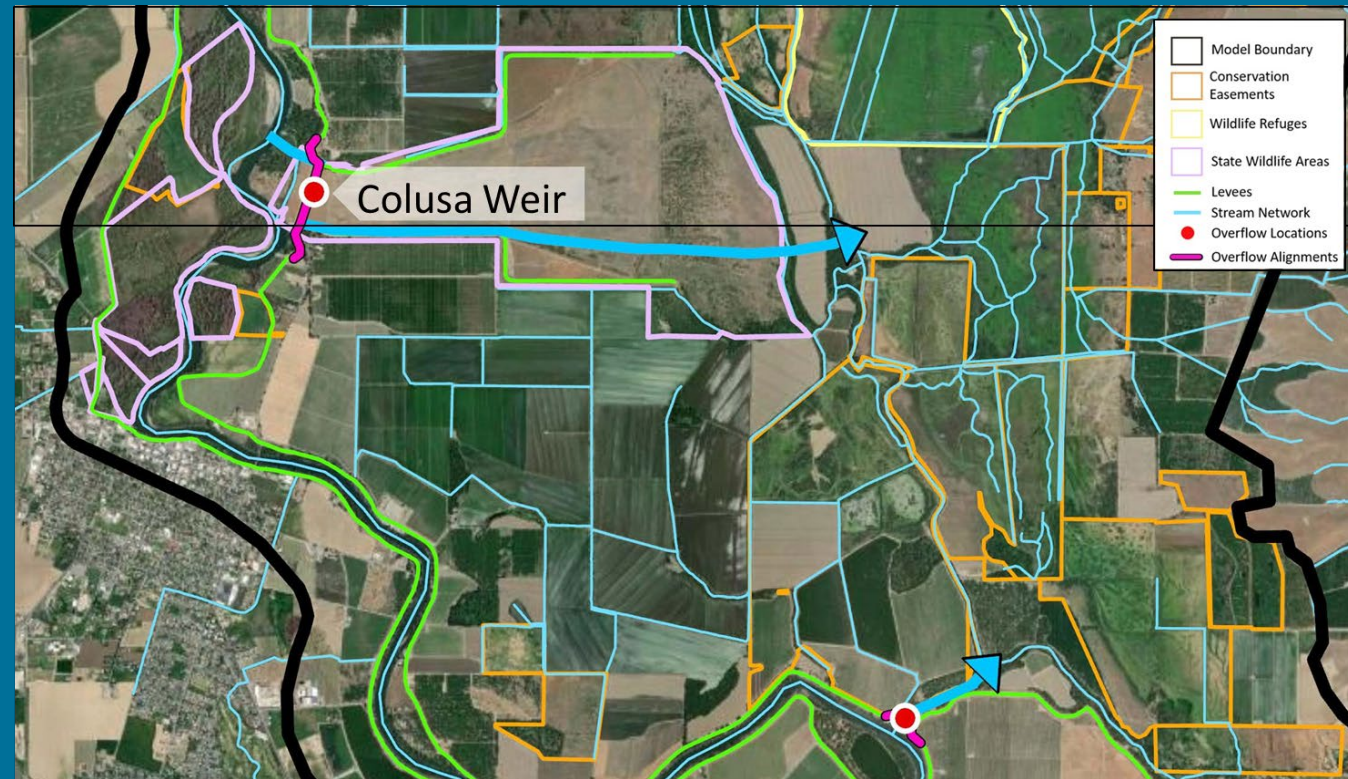 Colusa Weir
Model Boundary
Conservation
Easements
Wildlife Refuges
State Wildlife Areas
Levees
Stream Network
Overflow Locations
Overflow Alignments